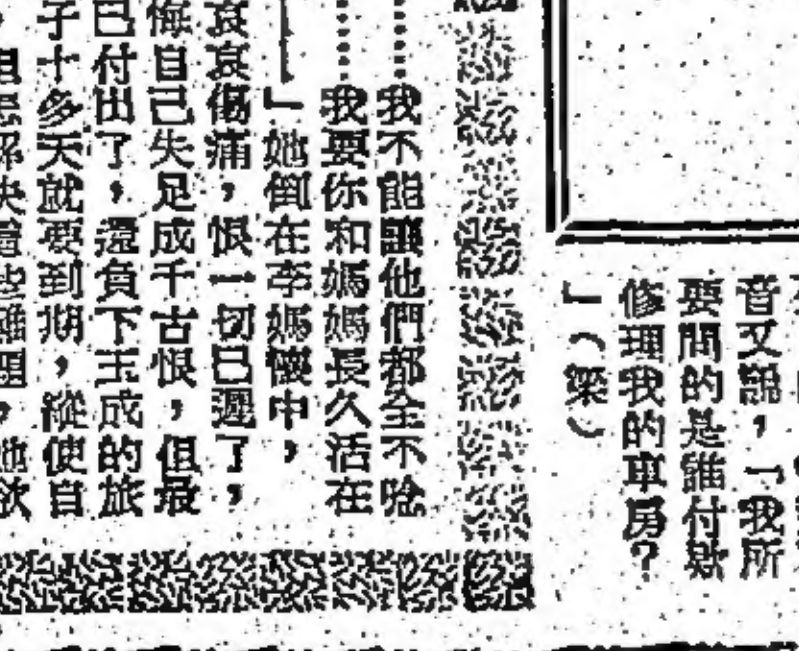 音又說，「我所
要問的是誰付欵
修理我的車房？
」（梁）
……我不能讓他們都全不唸
……我要你和媽媽長久活在
——」她倒在李媽懷中，
哀哀傷痛，恨一切已遲了，
悔自己失足成千古恨，但最
已付出了，還負下玉成的旅
子十多天就要到期，縱使自